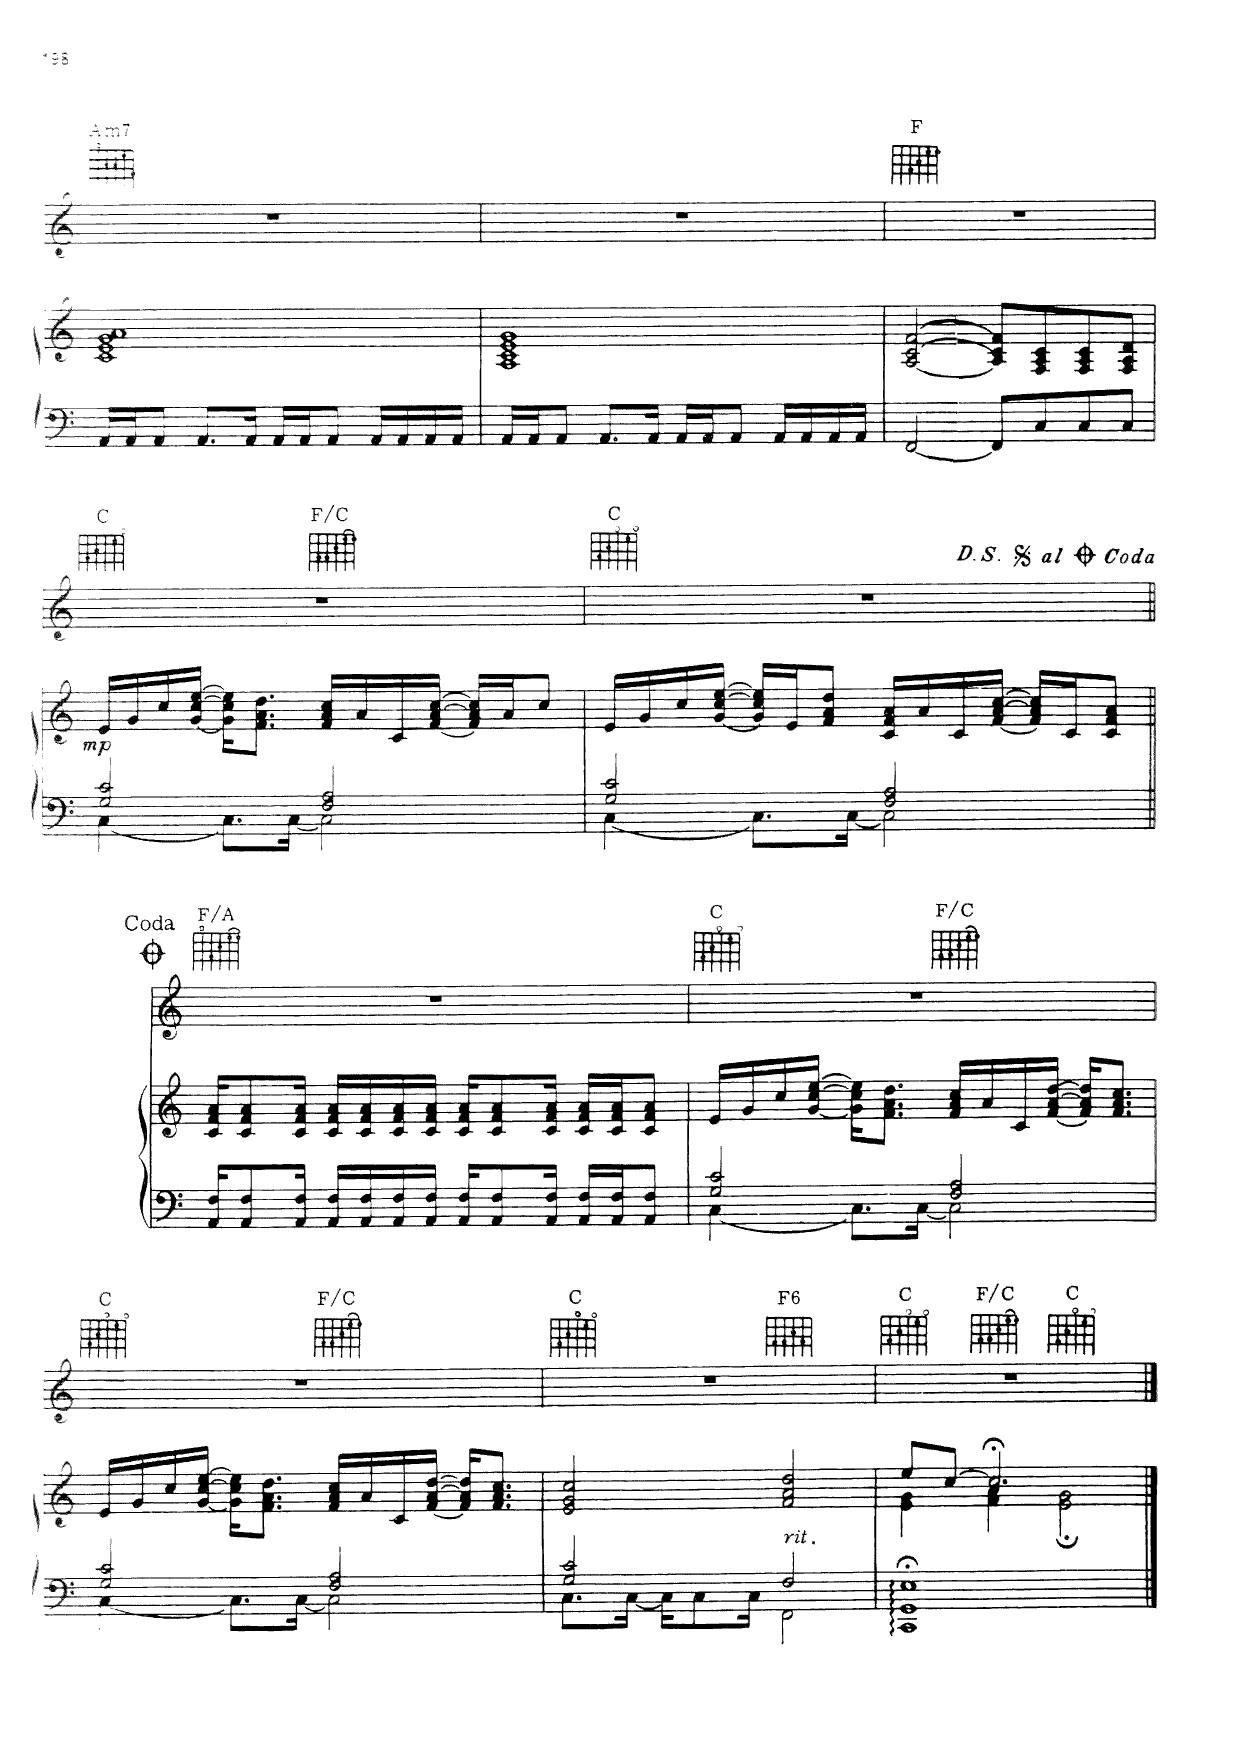 198
Am7 F
C F/C C
D.S. 𝄋 al 𝄌 Coda
mp
Coda F/A C F/C
C F/C C F6 C F/C C
rit.